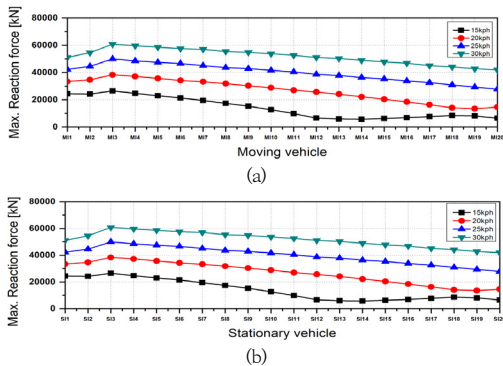 Max. Reaction force [kN]
80000
60000
40000
20000
0
15kph
20kph
25kph
30kph
MI1 MI2 MI3 MI4 MI5 MI6 MI7 MI8 MI9 MI10 MI11 MI12 MI13 MI14 MI15 MI16 MI17 MI18 MI19 MI20
Moving vehicle
(a)
Max. Reaction force [kN]
80000
60000
40000
20000
0
15kph
20kph
25kph
30kph
SI1 SI2 SI3 SI4 SI5 SI6 SI7 SI8 SI9 SI10 SI11 SI12 SI13 SI14 SI15 SI16 SI17 SI18 SI19 SI20
Stationary vehicle
(b)